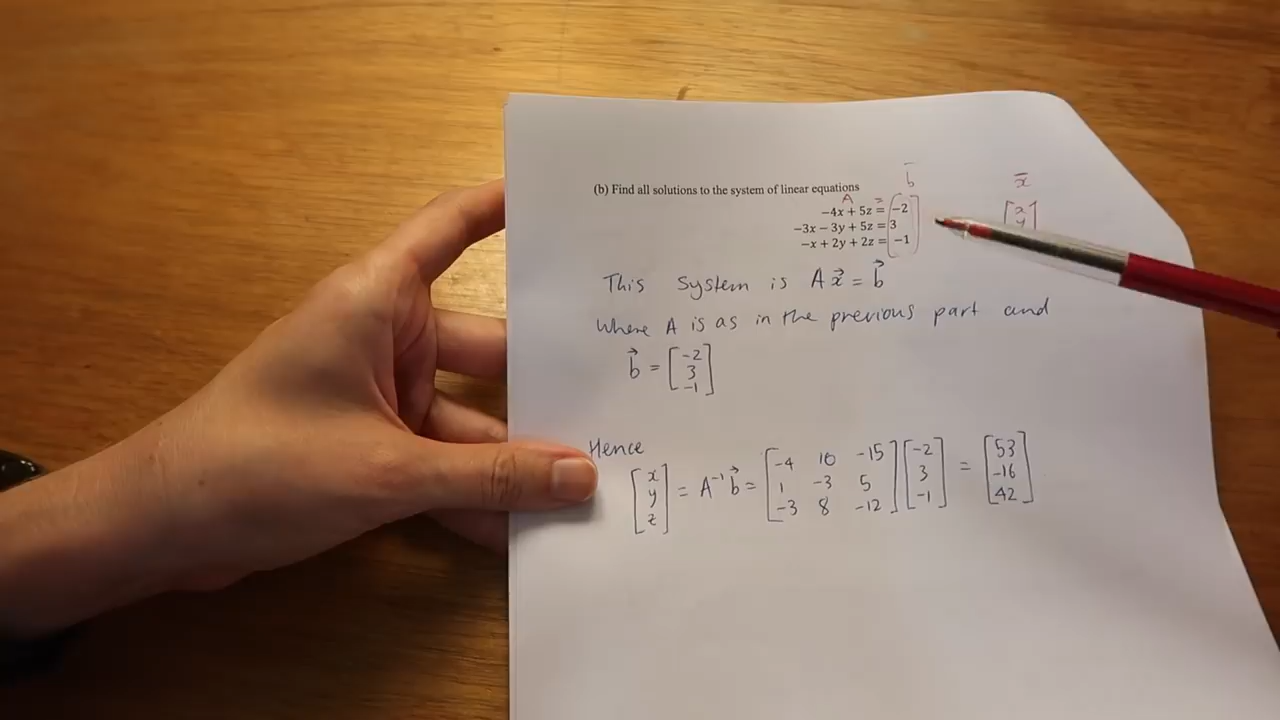 (b) Find all solutions to the system of linear equations
b̄
x̄
A =
−4x + 5z = [−2
−3x − 3y + 5z = 3
−x + 2y + 2z = −1]
[x
y]
This System is Ax⃗ = b⃗
Where A is as in the previous part and
b⃗ = [−2
3
−1]
Hence
[x
y
z] = A⁻¹b⃗ = [−4 10 −15
1 −3 5
−3 8 −12] [−2
3
−1] = [53
−16
42]